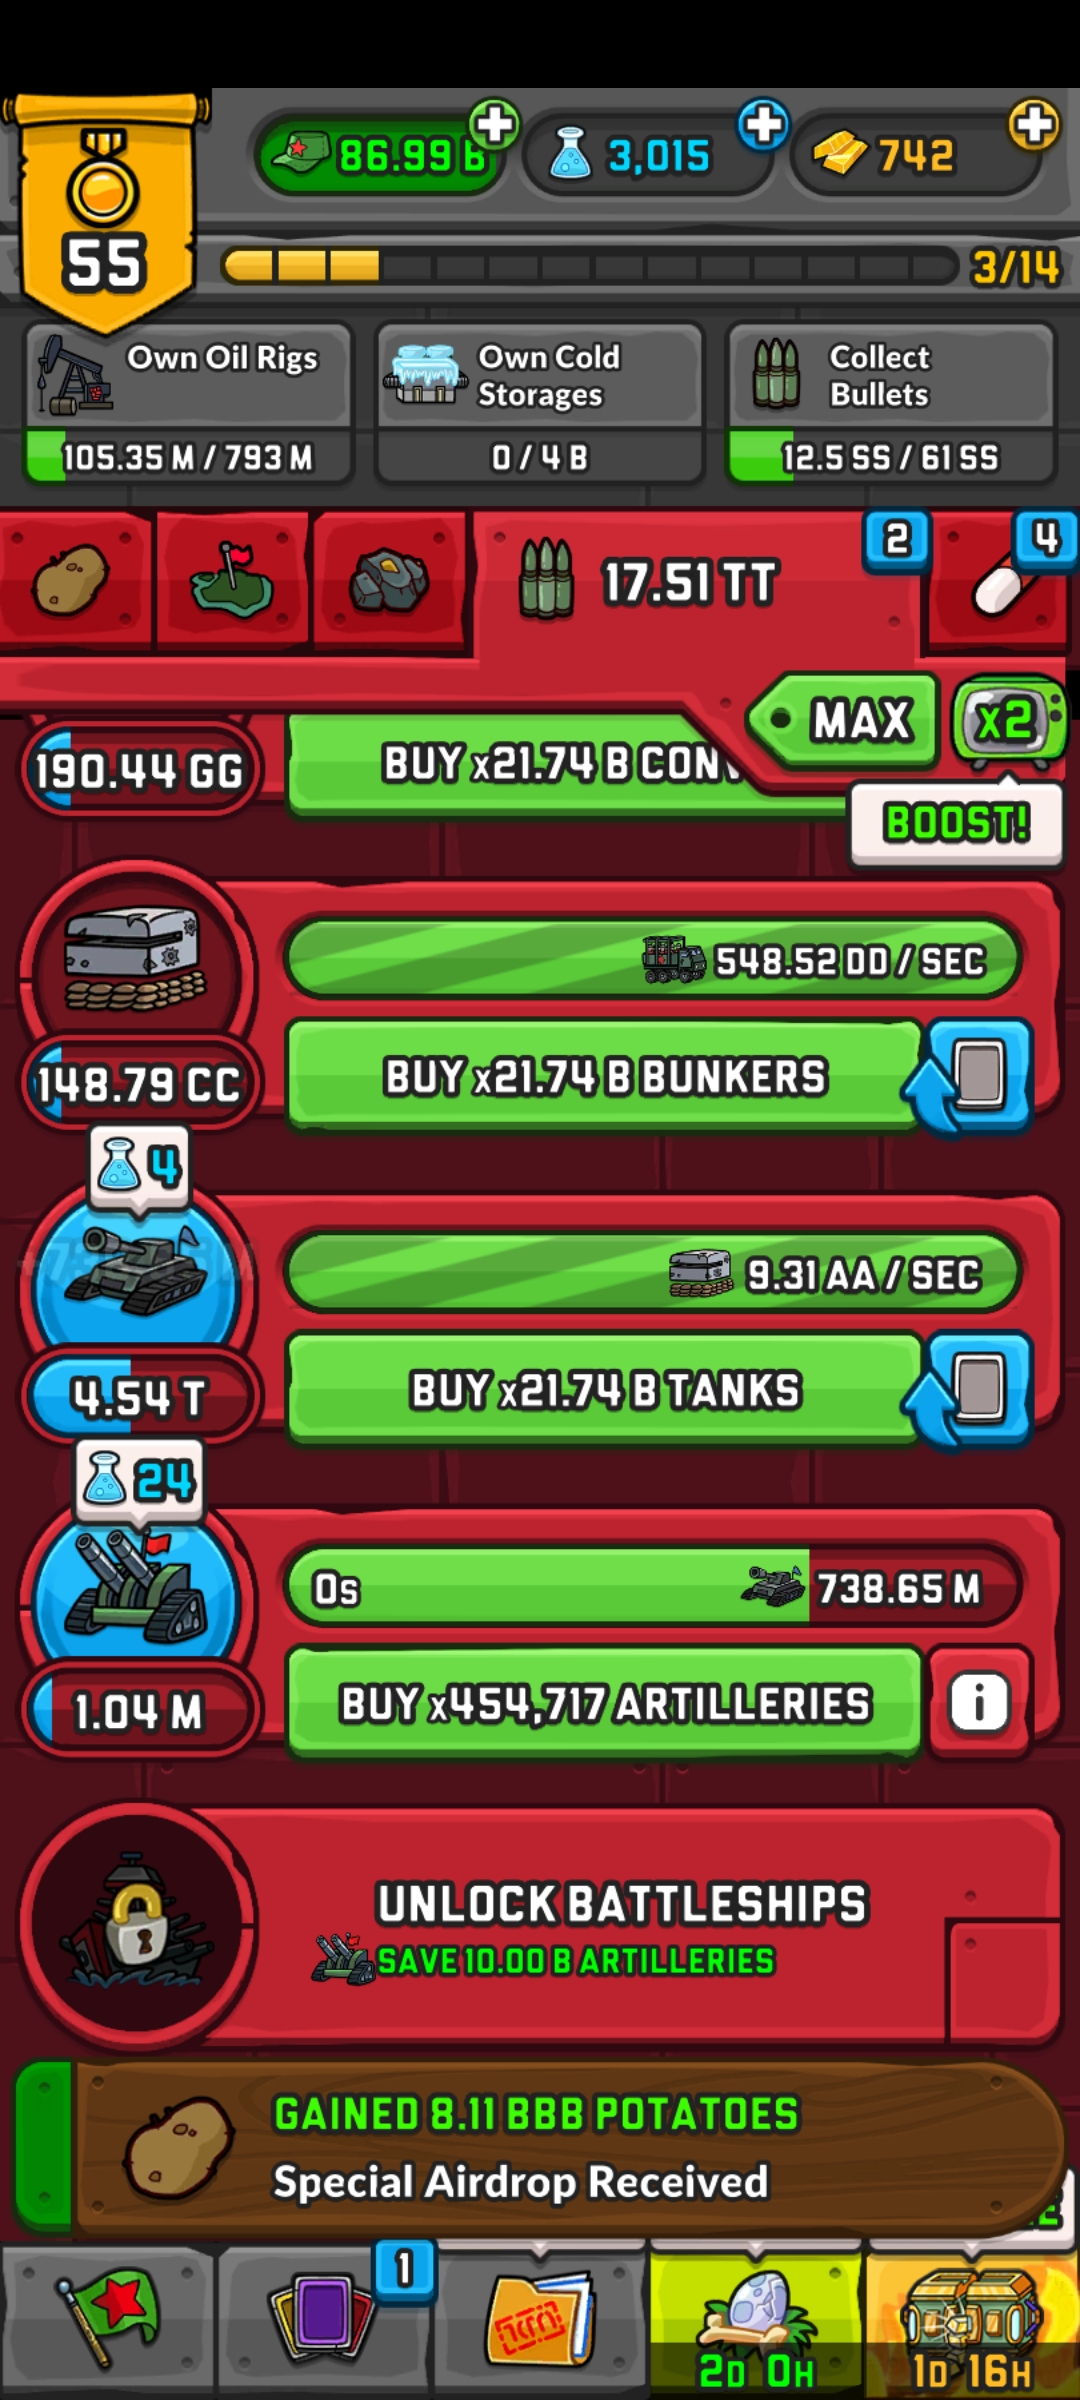 86.99 B
3,015
742
55
3/14
Own Oil Rigs
105.35 M / 793 M
Own Cold
Storages
0 / 4 B
Collect
Bullets
12.5 SS / 61 SS
17.51 TT
2
4
MAX
x2
BOOST!
190.44 GG
BUY x21.74 B CONV
548.52 DD / SEC
148.79 CC
BUY x21.74 B BUNKERS
4
9.31 AA / SEC
4.54 T
BUY x21.74 B TANKS
24
0s
738.65 M
1.04 M
BUY x454,717 ARTILLERIES
i
UNLOCK BATTLESHIPS
SAVE 10.00 B ARTILLERIES
GAINED 8.11 BBB POTATOES
Special Airdrop Received
1
2D 0H
1D 16H